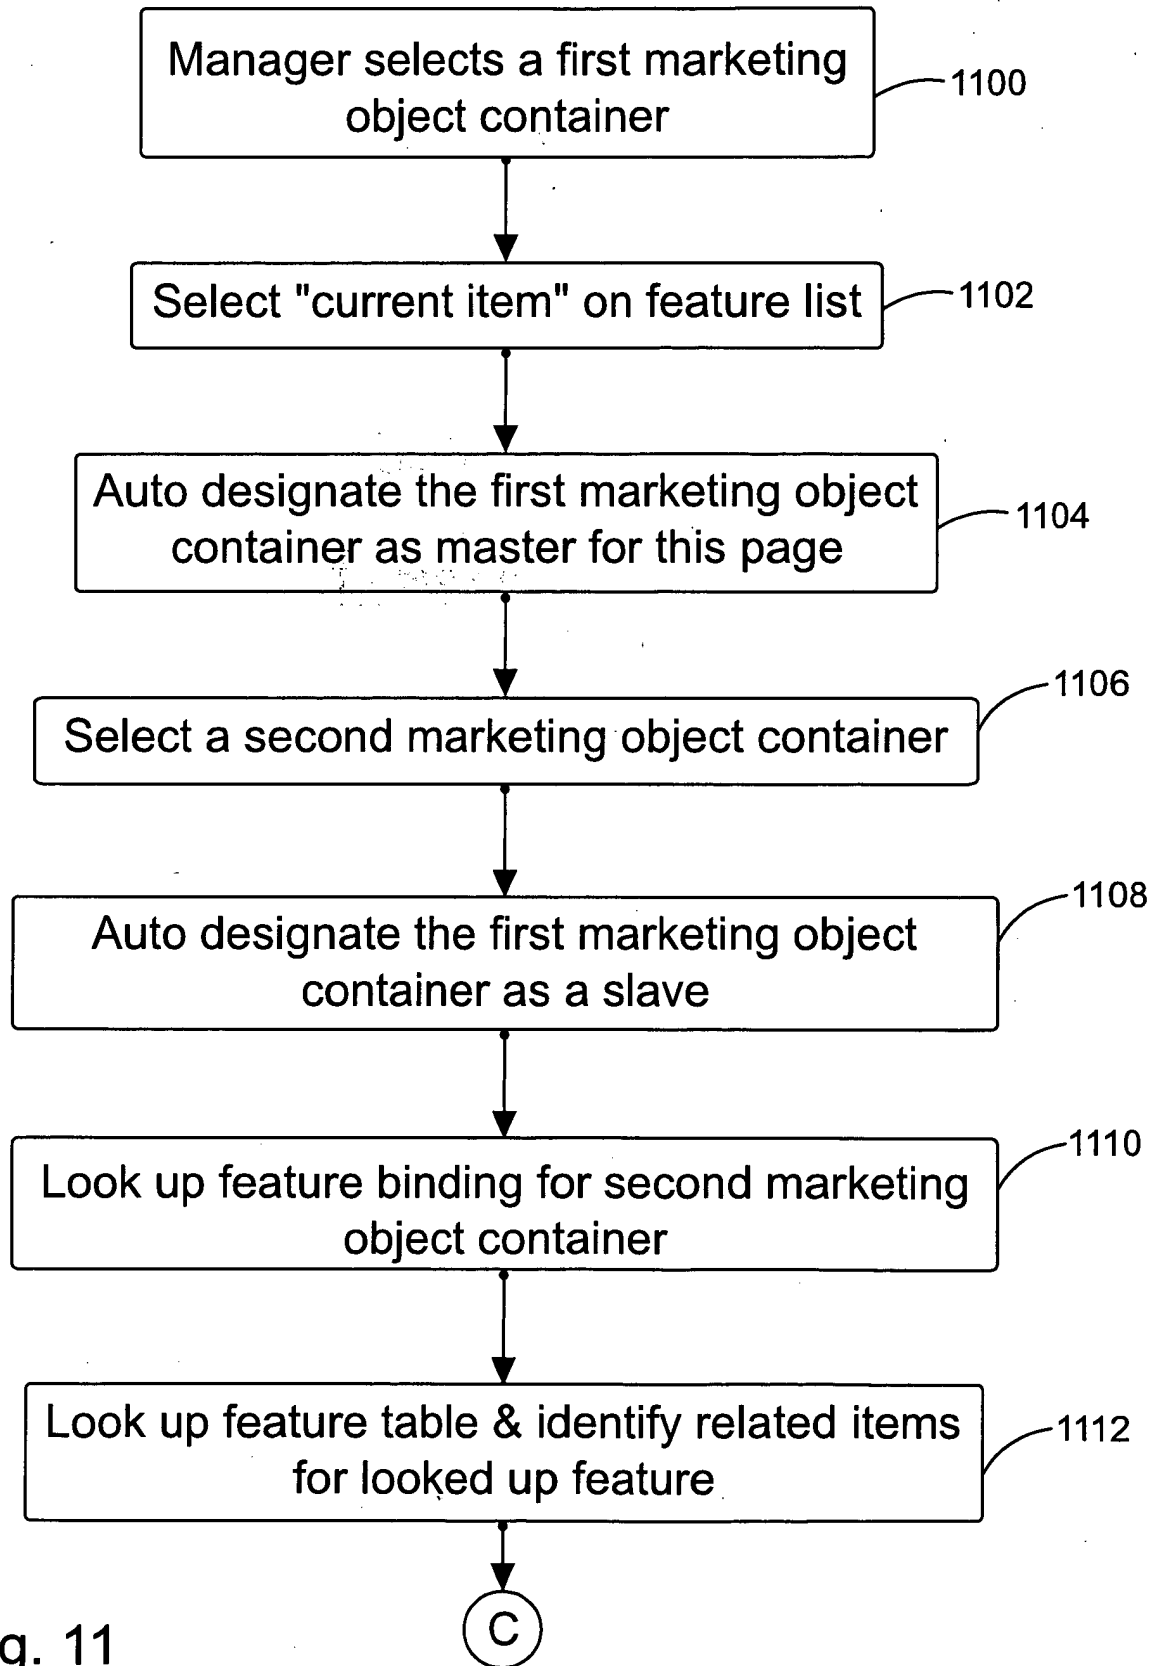 Manager selects a first marketing
object container
1100
Select "current item" on feature list
1102
Auto designate the first marketing object
container as master for this page
1104
Select a second marketing object container
1106
Auto designate the first marketing object
container as a slave
1108
Look up feature binding for second marketing
object container
1110
Look up feature table & identify related items
for looked up feature
1112
C
g. 11